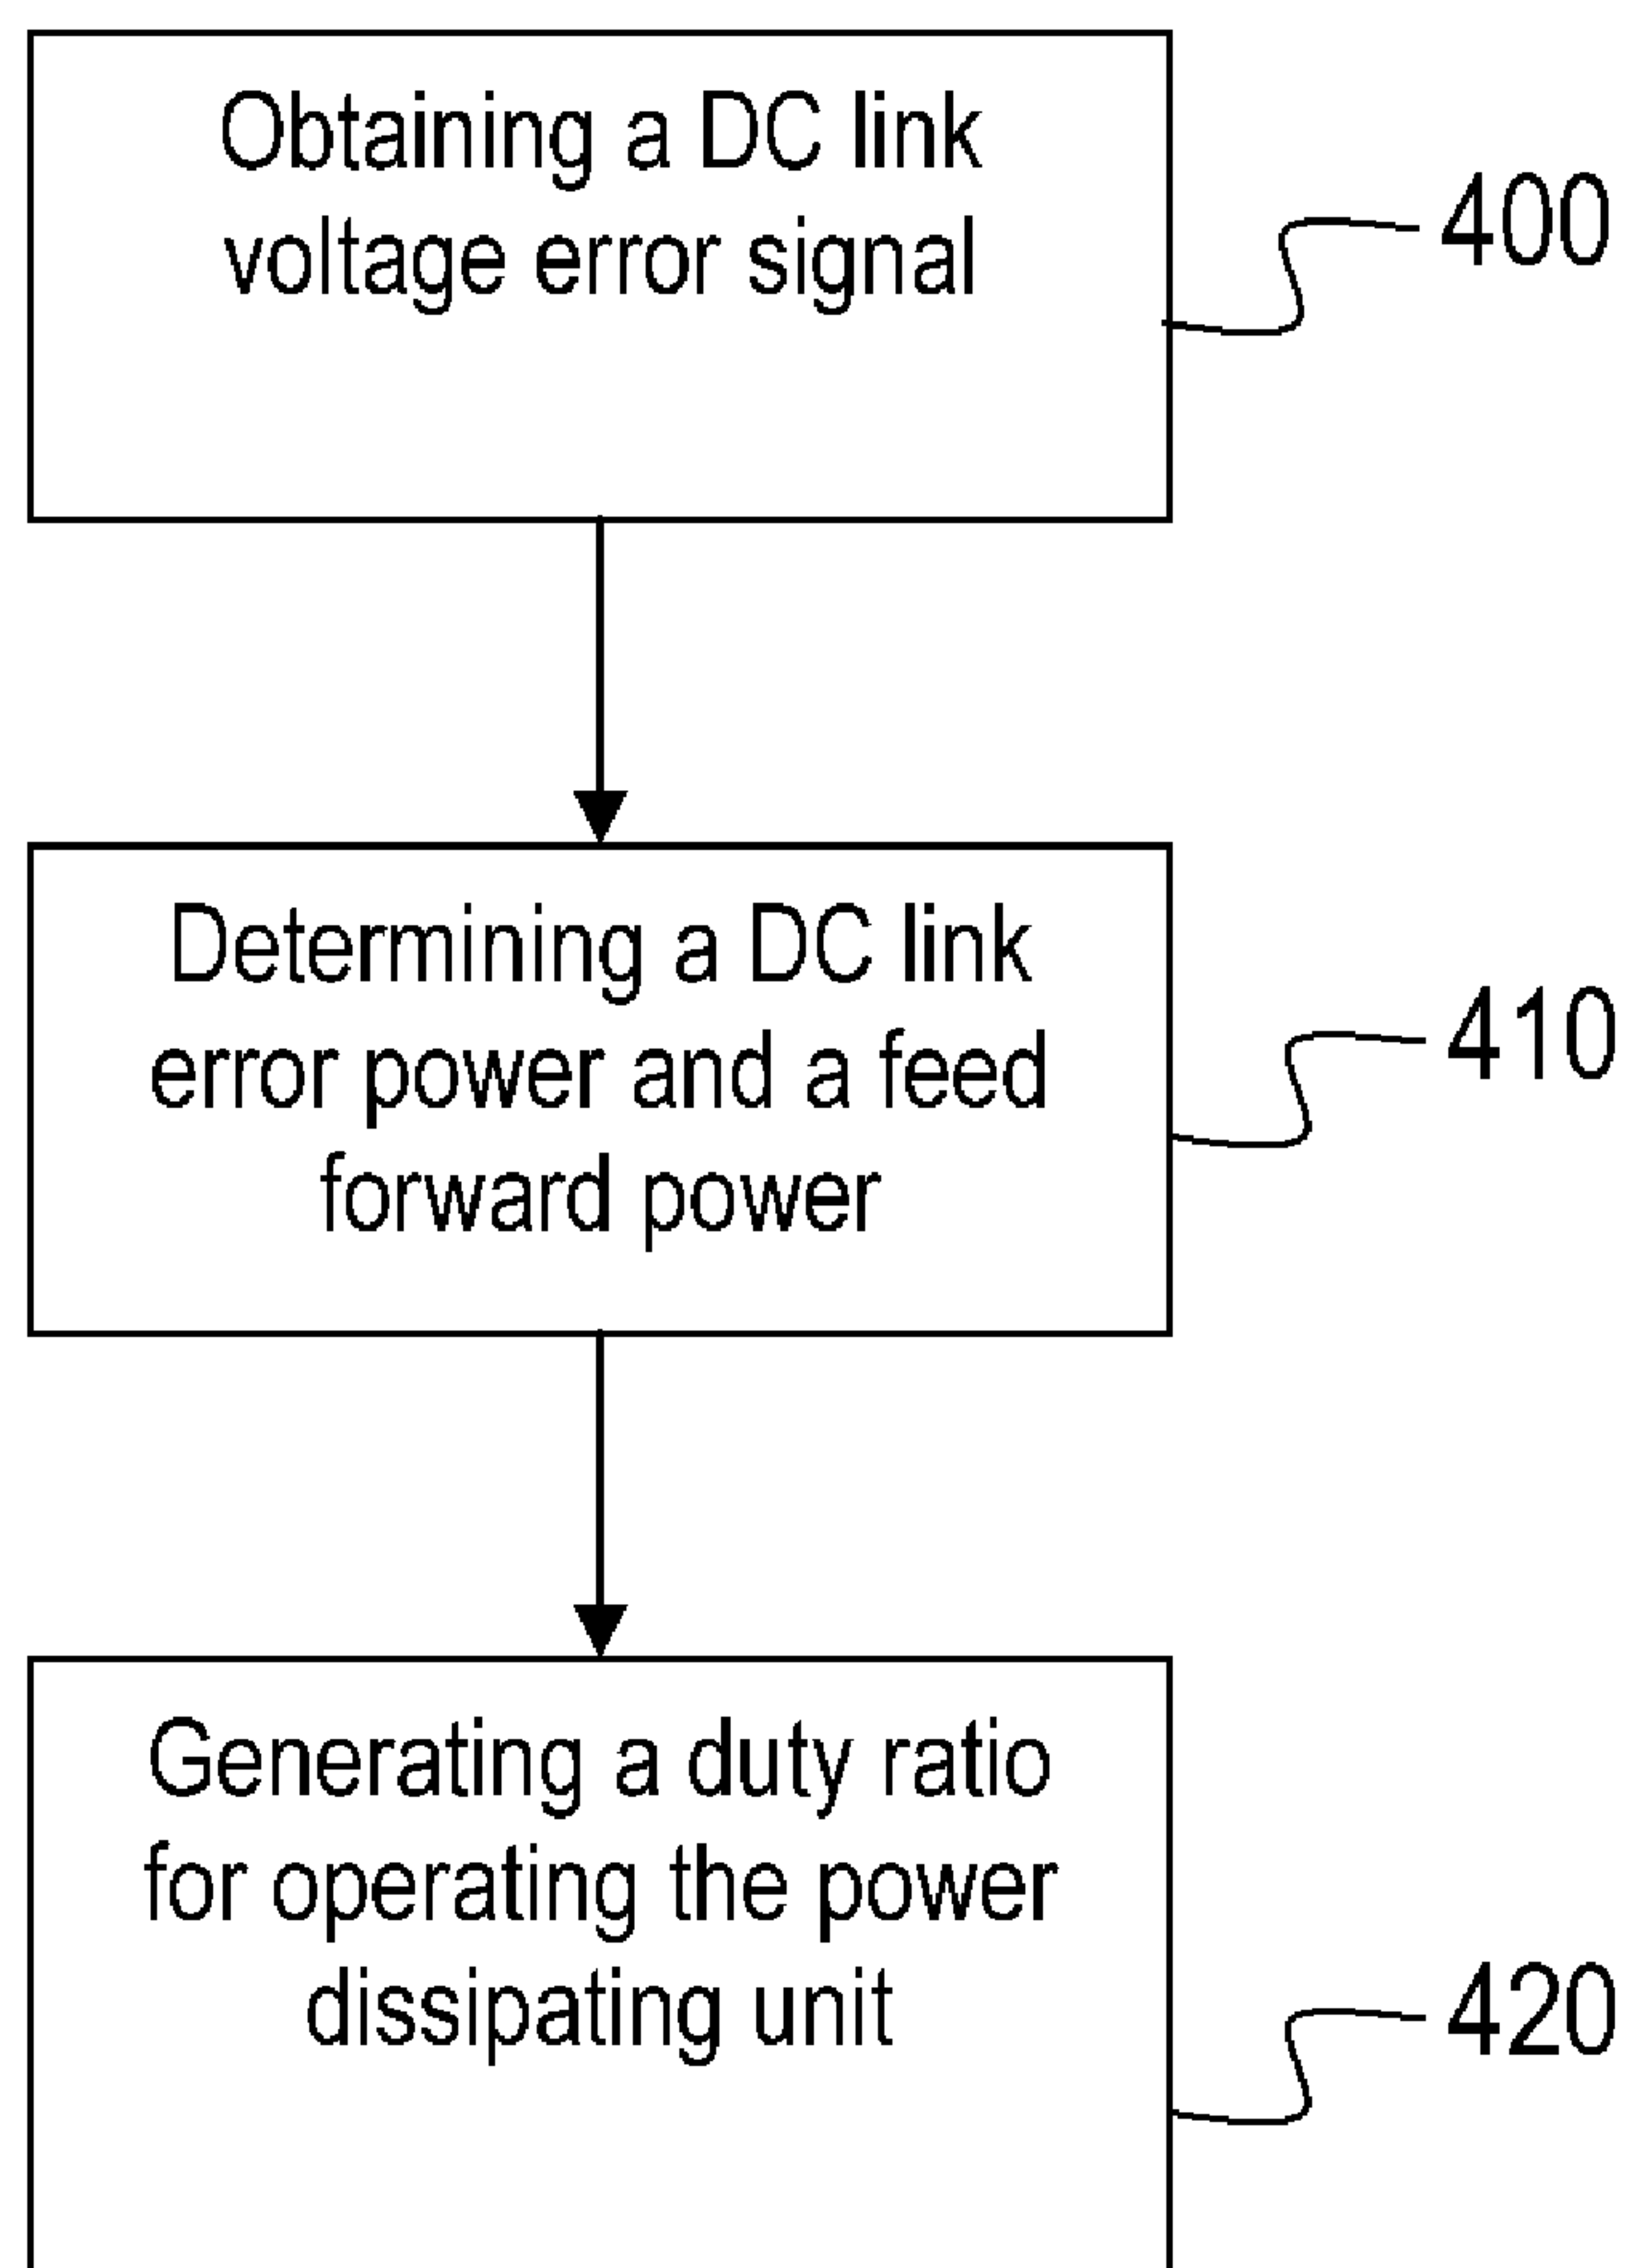 Obtaining a DC link
voltage error signal
400
Determining a DC link
error power and a feed
forward power
410
Generating a duty ratio
for operating the power
dissipating unit
420